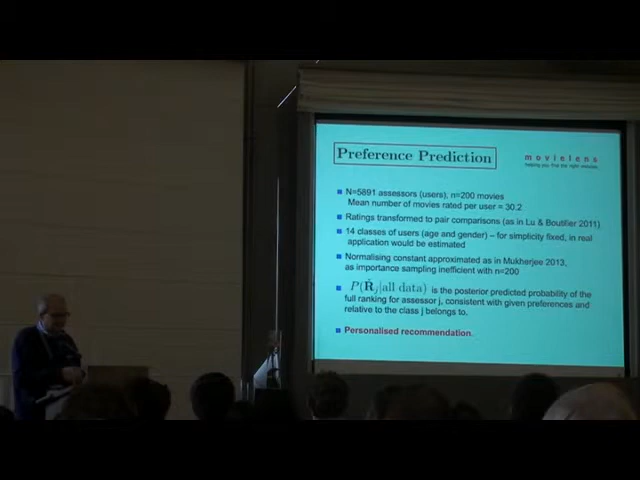 Preference Prediction
movielens
helping you find the right movies
N=5891 assessors (users), n=200 movies
Mean number of movies rated per user = 30.2
Ratings transformed to pair comparisons (as in Lu & Boutilier 2011)
14 classes of users (age and gender) – for simplicity fixed, in real
application would be estimated
Normalising constant approximated as in Mukherjee 2013,
as importance sampling inefficient with n=200
P(R̃ⱼ|all data) is the posterior predicted probability of the
full ranking for assessor j, consistent with given preferences and
relative to the class j belongs to.
Personalised recommendation.